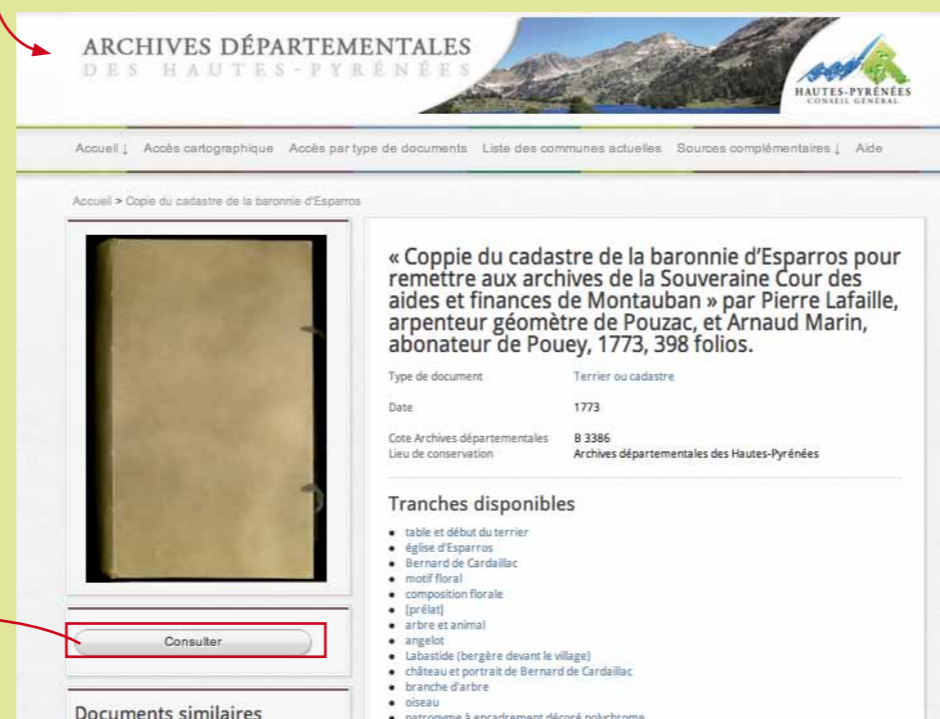 ARCHIVES DÉPARTEMENTALES
DES HAUTES-PYRÉNÉES
HAUTES-PYRÉNÉES
CONSEIL GÉNÉRAL
Accueil ↓ Accès cartographique Accès par type de documents Liste des communes actuelles Sources complémentaires ↓ Aide
Accueil > Copie du cadastre de la baronnie d'Esparros
« Coppie du cadastre de la baronnie d'Esparros pour
remettre aux archives de la Souveraine Cour des
aides et finances de Montauban » par Pierre Lafaille,
arpenteur géomètre de Pouzac, et Arnaud Marin,
abonateur de Pouey, 1773, 398 folios.
Type de document Terrier ou cadastre
Date 1773
Cote Archives départementales B 3386
Lieu de conservation Archives départementales des Hautes-Pyrénées
Tranches disponibles
• table et début du terrier
• église d'Esparros
• Bernard de Cardaillac
• motif floral
• composition florale
• [prélat]
• arbre et animal
• angelot
• Labastide (bergère devant le village)
• château et portrait de Bernard de Cardaillac
• branche d'arbre
• oiseau
• patronyme à encadrement décoré polychrome
Consulter
Documents similaires